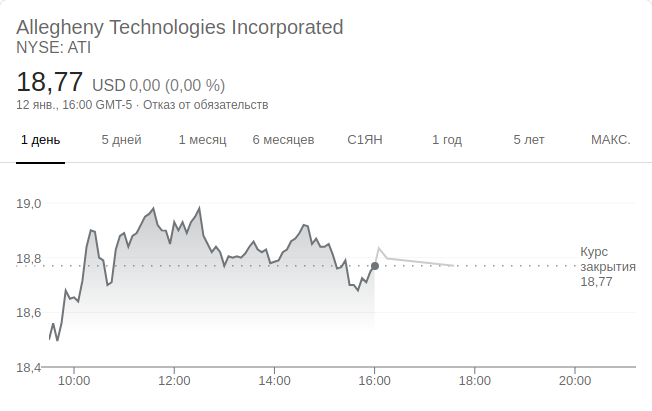 Allegheny Technologies Incorporated
NYSE: ATI
18,77 USD 0,00 (0,00 %)
12 янв., 16:00 GMT-5 · Отказ от обязательств
1 день 5 дней 1 месяц 6 месяцев С1ЯН 1 год 5 лет МАКС.
19,0
18,8
18,6
18,4
Курс
закрытия
18,77
10:00 12:00 14:00 16:00 18:00 20:00